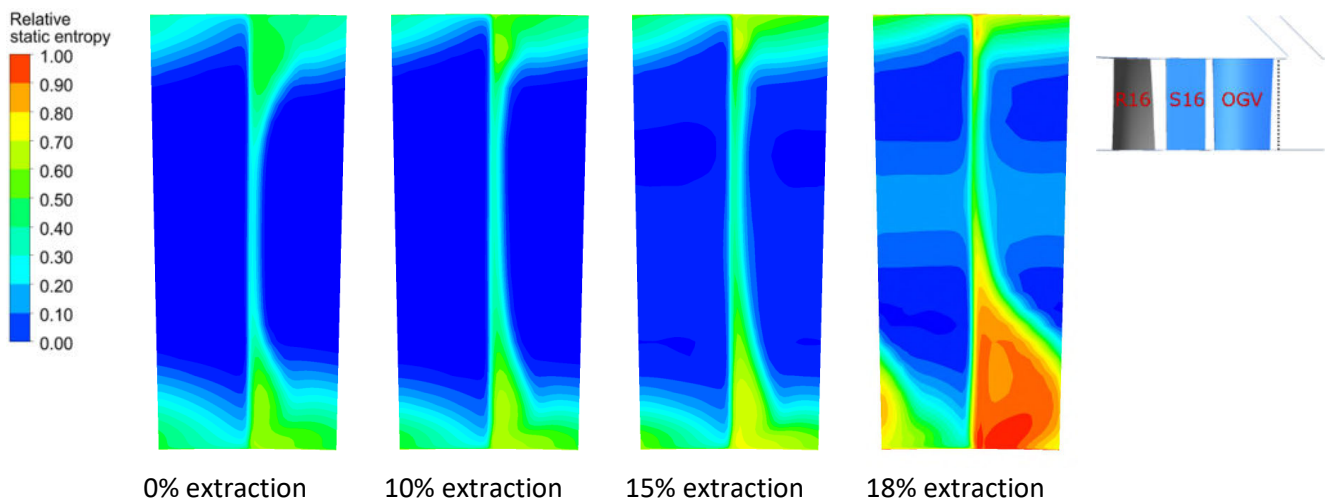 Relative
static entropy
1.00
0.90
0.80
0.70
0.60
0.50
0.40
0.30
0.20
0.10
0.00
R16 S16 OGV
0% extraction
10% extraction
15% extraction
18% extraction